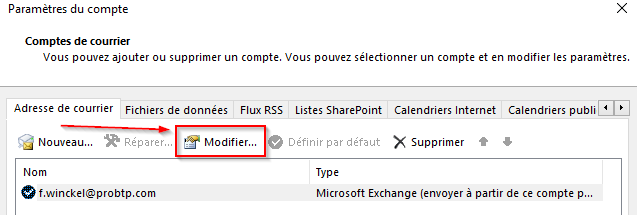 Paramètres du compte
Comptes de courrier
Vous pouvez ajouter ou supprimer un compte. Vous pouvez sélectionner un compte et en modifier les paramètres.
Adresse de courrier Fichiers de données Flux RSS Listes SharePoint Calendriers Internet Calendriers publi
Nouveau... Réparer... Modifier... Définir par défaut Supprimer
Nom Type
f.winckel@probtp.com Microsoft Exchange (envoyer à partir de ce compte p...